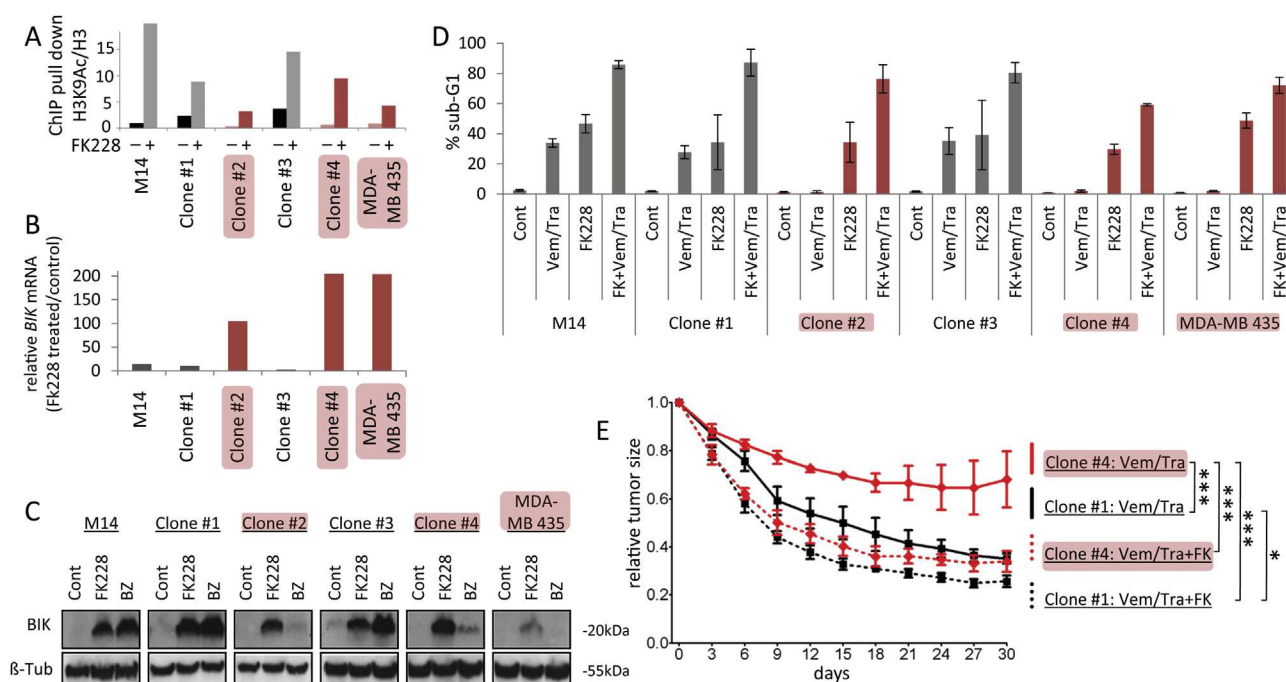 A
ChIP pull down
H3K9Ac/H3
15
10
5
0
FK228 – + – + – + – + – + – +
M14
Clone #1
Clone #2
Clone #3
Clone #4
MDA-
MB 435
B
relative BIK mRNA
(Fk228 treated/control)
200
150
100
50
0
M14
Clone #1
Clone #2
Clone #3
Clone #4
MDA-
MB 435
C
M14 Clone #1 Clone #2 Clone #3 Clone #4 MDA-
MB 435
Cont FK228 BZ Cont FK228 BZ Cont FK228 BZ Cont FK228 BZ Cont FK228 BZ Cont FK228 BZ
BIK -20kDa
ß-Tub -55kDa
D
% sub-G1
100
80
60
40
20
0
Cont Vem/Tra FK228 FK+Vem/Tra Cont Vem/Tra FK228 FK+Vem/Tra Cont Vem/Tra FK228 FK+Vem/Tra Cont Vem/Tra FK228 FK+Vem/Tra Cont Vem/Tra FK228 FK+Vem/Tra Cont Vem/Tra FK228 FK+Vem/Tra
M14 Clone #1 Clone #2 Clone #3 Clone #4 MDA-MB 435
E
relative tumor size
1.0
0.8
0.6
0.4
0.2
0.0
0 3 6 9 12 15 18 21 24 27 30
days
Clone #4: Vem/Tra
Clone #1: Vem/Tra
Clone #4: Vem/Tra+FK
Clone #1: Vem/Tra+FK
***
***
***
*